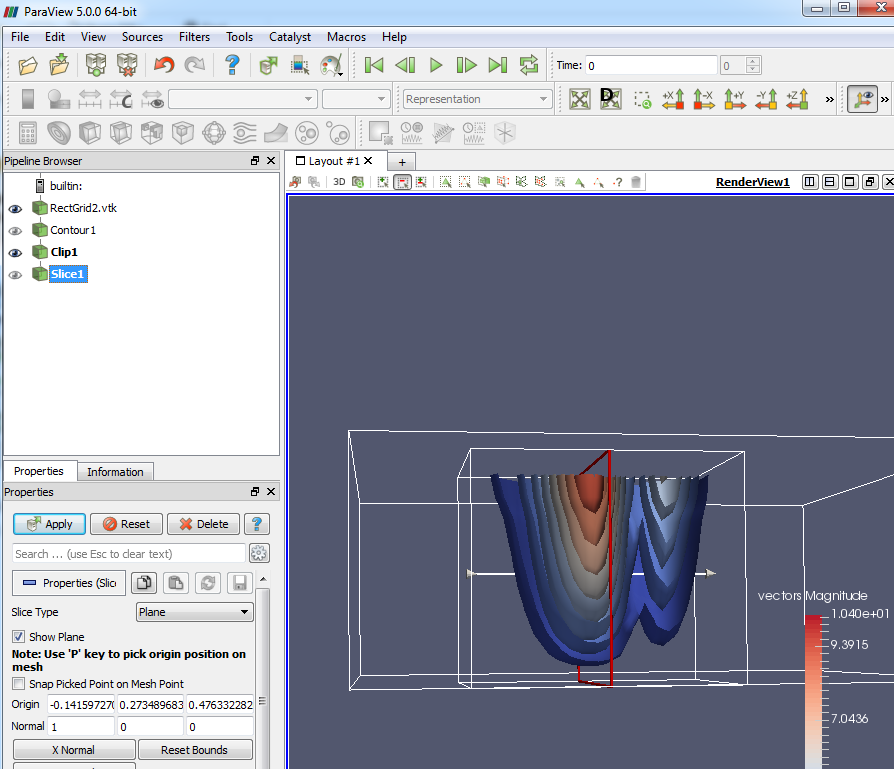 ParaView 5.0.0 64-bit
File Edit View Sources Filters Tools Catalyst Macros Help
Time: 0 0
Representation
+X -X +Y -Y +Z » »
Pipeline Browser
Layout #1 +
3D ? RenderView1
builtin:
RectGrid2.vtk
Contour1
Clip1
Slice1
Properties Information
Properties
Apply Reset Delete ?
Search ... (use Esc to clear text)
Properties (Slic
Slice Type Plane
Show Plane
Note: Use 'P' key to pick origin position on
mesh
Snap Picked Point on Mesh Point
Origin -0.14159727( 0.273489683 0.476332282
Normal 1 0 0
X Normal Reset Bounds
vectors Magnitude
1.040e+01
9.3915
7.0436